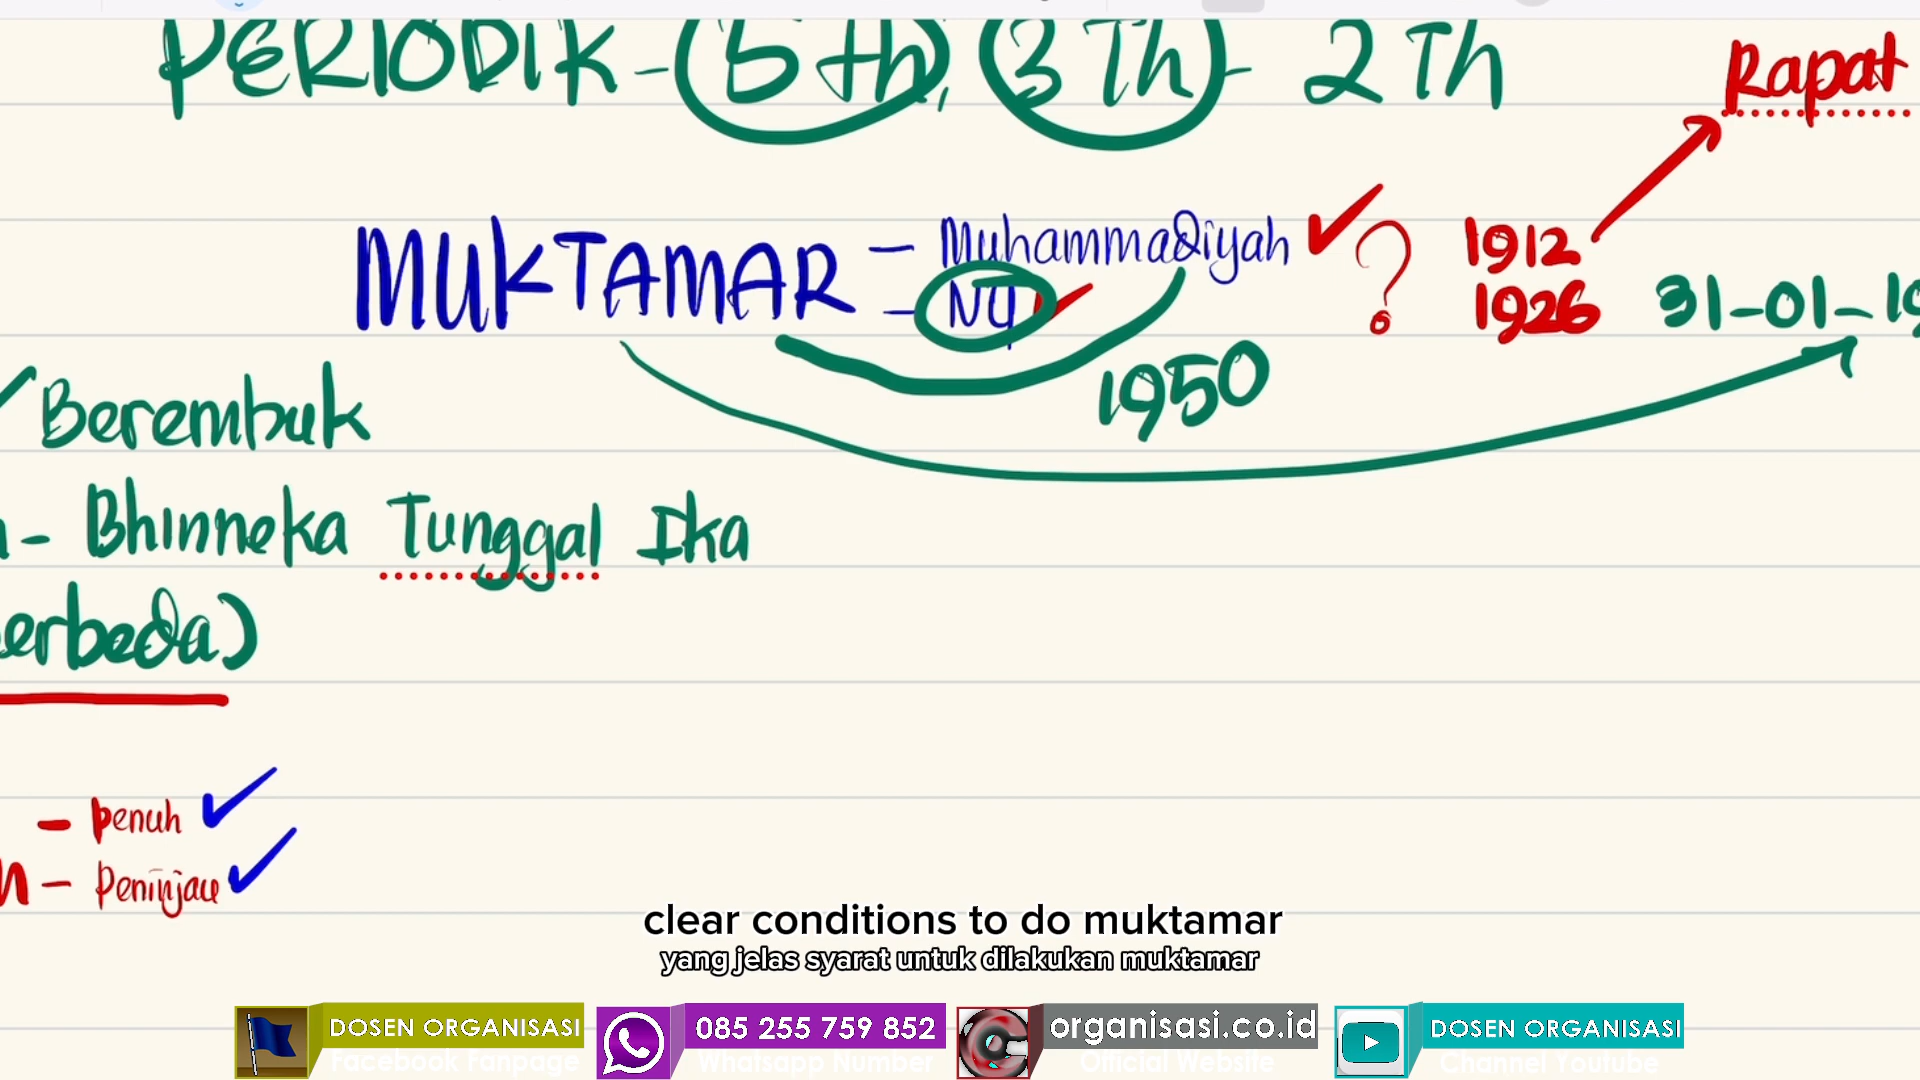 PERIODIK - 5 th, 3 Th - 2 Th
Rapat
MUKTAMAR - Muhammadiyah ? 1912
- NU 1926 31-01-19
1950
Berembuk
- Bhinneka Tunggal Ika
erbeda)
- Penuh
- Peninjau
clear conditions to do muktamar
yang jelas syarat untuk dilakukan muktamar
DOSEN ORGANISASI 085 255 759 852 organisasi.co.id DOSEN ORGANISASI
Facebook Fanpage Whatsapp Number Official Website Channel Youtube